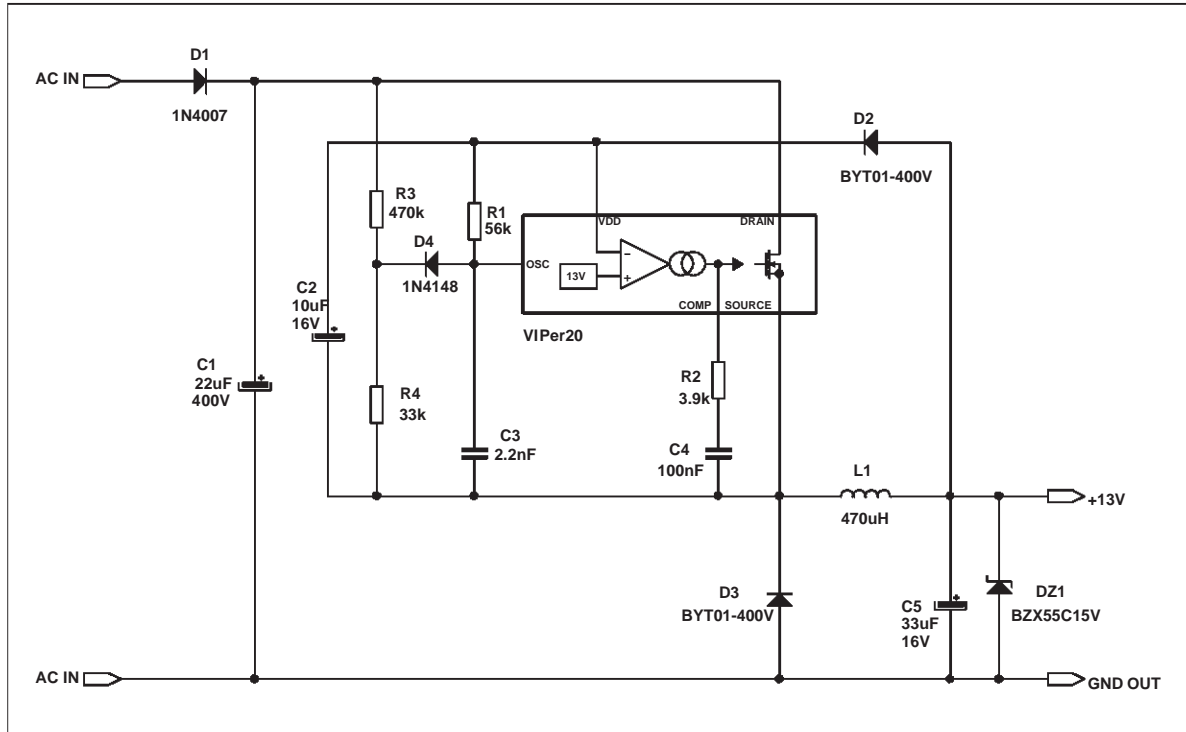 D1
AC IN
1N4007
D2
BYT01-400V
R3
470k
R1
56k
VDD
DRAIN
D4
1N4148
OSC
13V
−
+
COMP
SOURCE
VIPer20
C2
10uF
16V
+
C1
22uF
400V
+
R4
33k
R2
3.9k
C3
2.2nF
C4
100nF
L1
470uH
+13V
D3
BYT01-400V
C5
33uF
16V
+
DZ1
BZX55C15V
AC IN
GND OUT